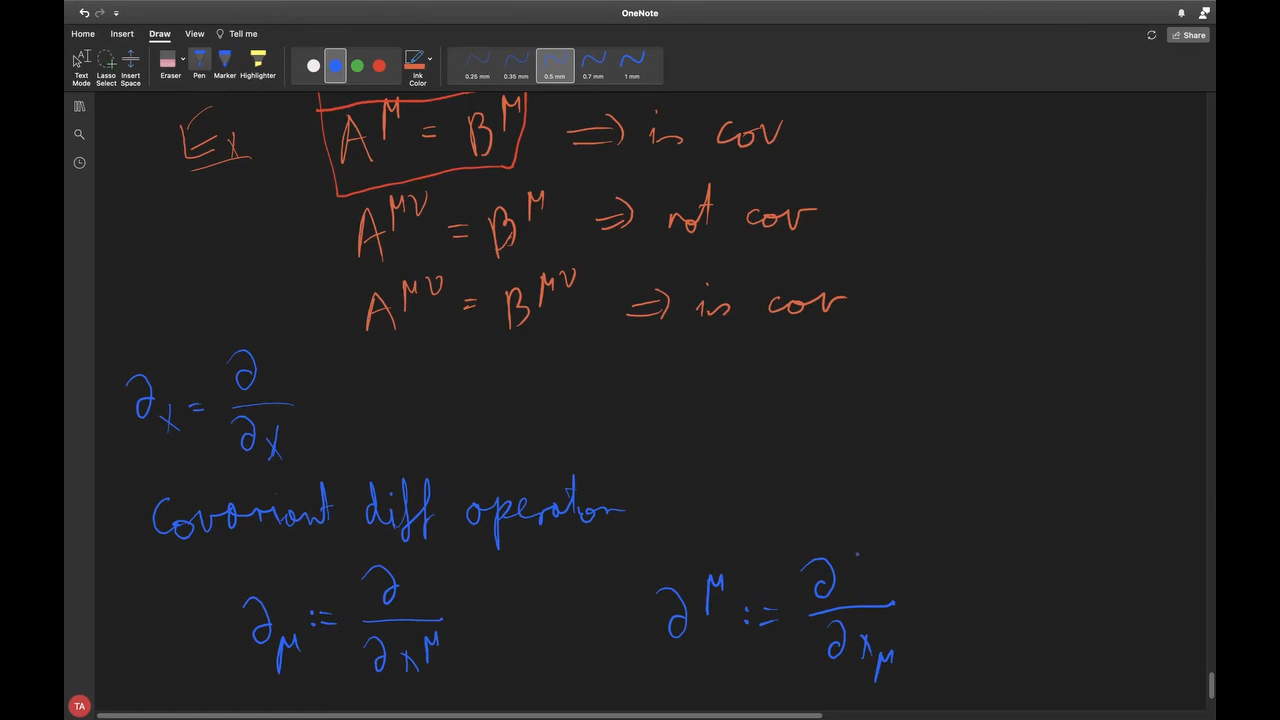 OneNote
Home Insert Draw View Tell me
Share
Text Mode Lasso Select Insert Space Eraser Pen Marker Highlighter Ink Color 0.25 mm 0.35 mm 0.5 mm 0.7 mm 1 mm
Ex A^μ = B^μ ⇒ is cov
A^{μν} = B^μ ⇒ not cov
A^{μν} = B^{μν} ⇒ is cov
∂_x = ∂/∂x
Covariant diff operation
∂_μ := ∂/∂x^μ ∂^μ := ∂/∂x_μ
TA